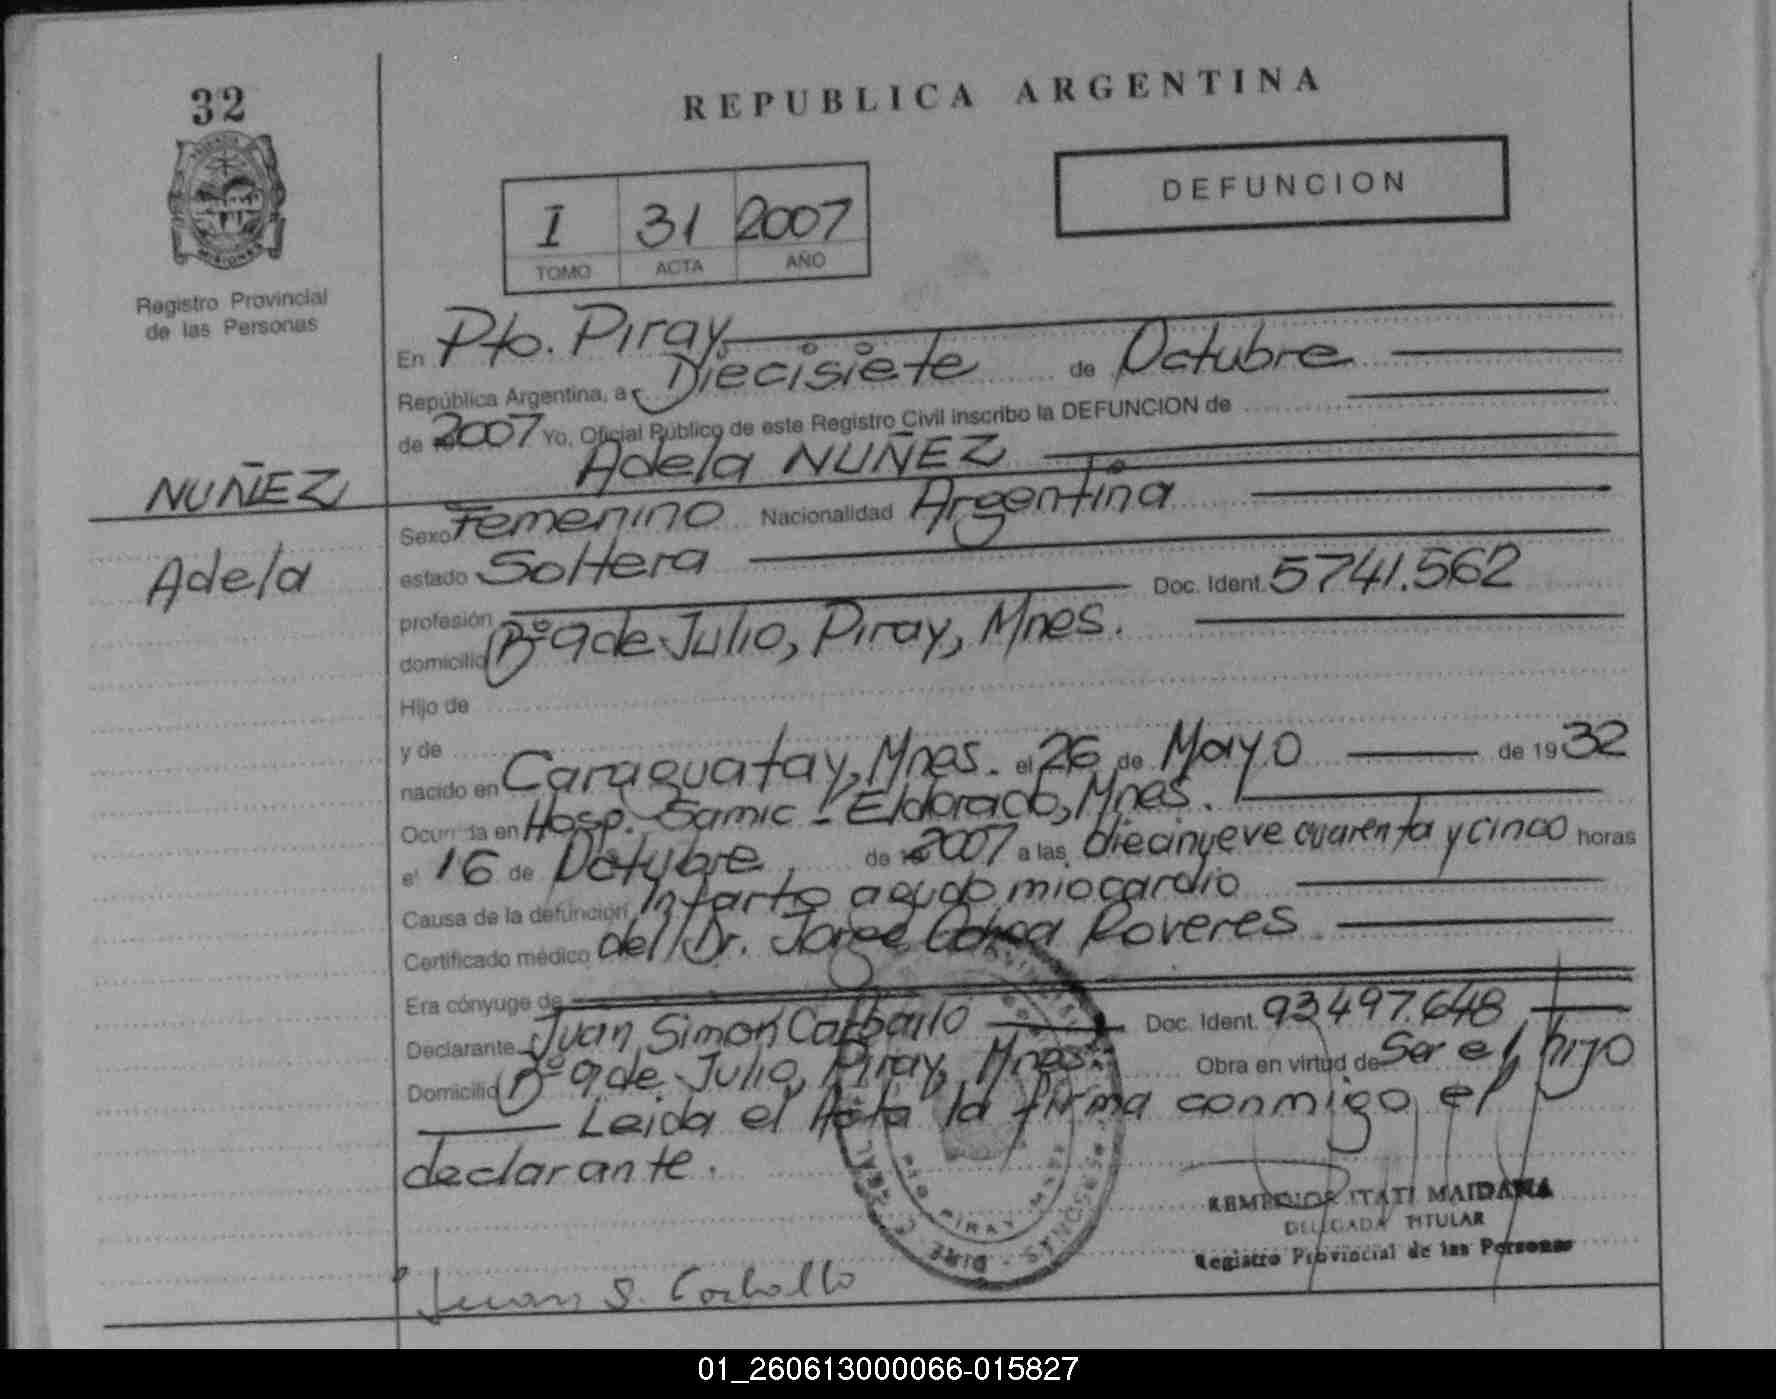 32
REPUBLICA ARGENTINA
DEFUNCION
I 31 2007
TOMO ACTA AÑO
Registro Provincial
de las Personas
En Pto. Piray,
República Argentina, a Diecisiete de Octubre
de 2007 Yo, Oficial Público de este Registro Civil inscribo la DEFUNCION de
Adela NUÑEZ
NUÑEZ
Adela
Sexo Femenino Nacionalidad Argentina
estado Soltera
profesión Doc. Ident. 5741.562
domicilio Bº 9 de Julio, Piray, Mnes.
Hijo de
y de
nacido en Caraguatay, Mnes. el 26 de Mayo de 1932
Ocurrida en Hosp. Samic - Eldorado, Mnes.
el 16 de Octubre de 2007 a las diecinueve cuarenta y cinco horas
Causa de la defunción Infarto agudo miocardio
Certificado médico del Dr. Jorge Roveres
Era cónyuge de
Declarante Juan Simón Carballo Doc. Ident. 93497.648
Domicilio Bº 9 de Julio, Piray, Mnes. Obra en virtud de Ser el hijo
Leida el Acta la firma conmigo el
declarante.
ITATI MAIDANA
DELEGADA TITULAR
Registro Provincial de las Personas
Juan S. Carballo
01_260613000066-015827